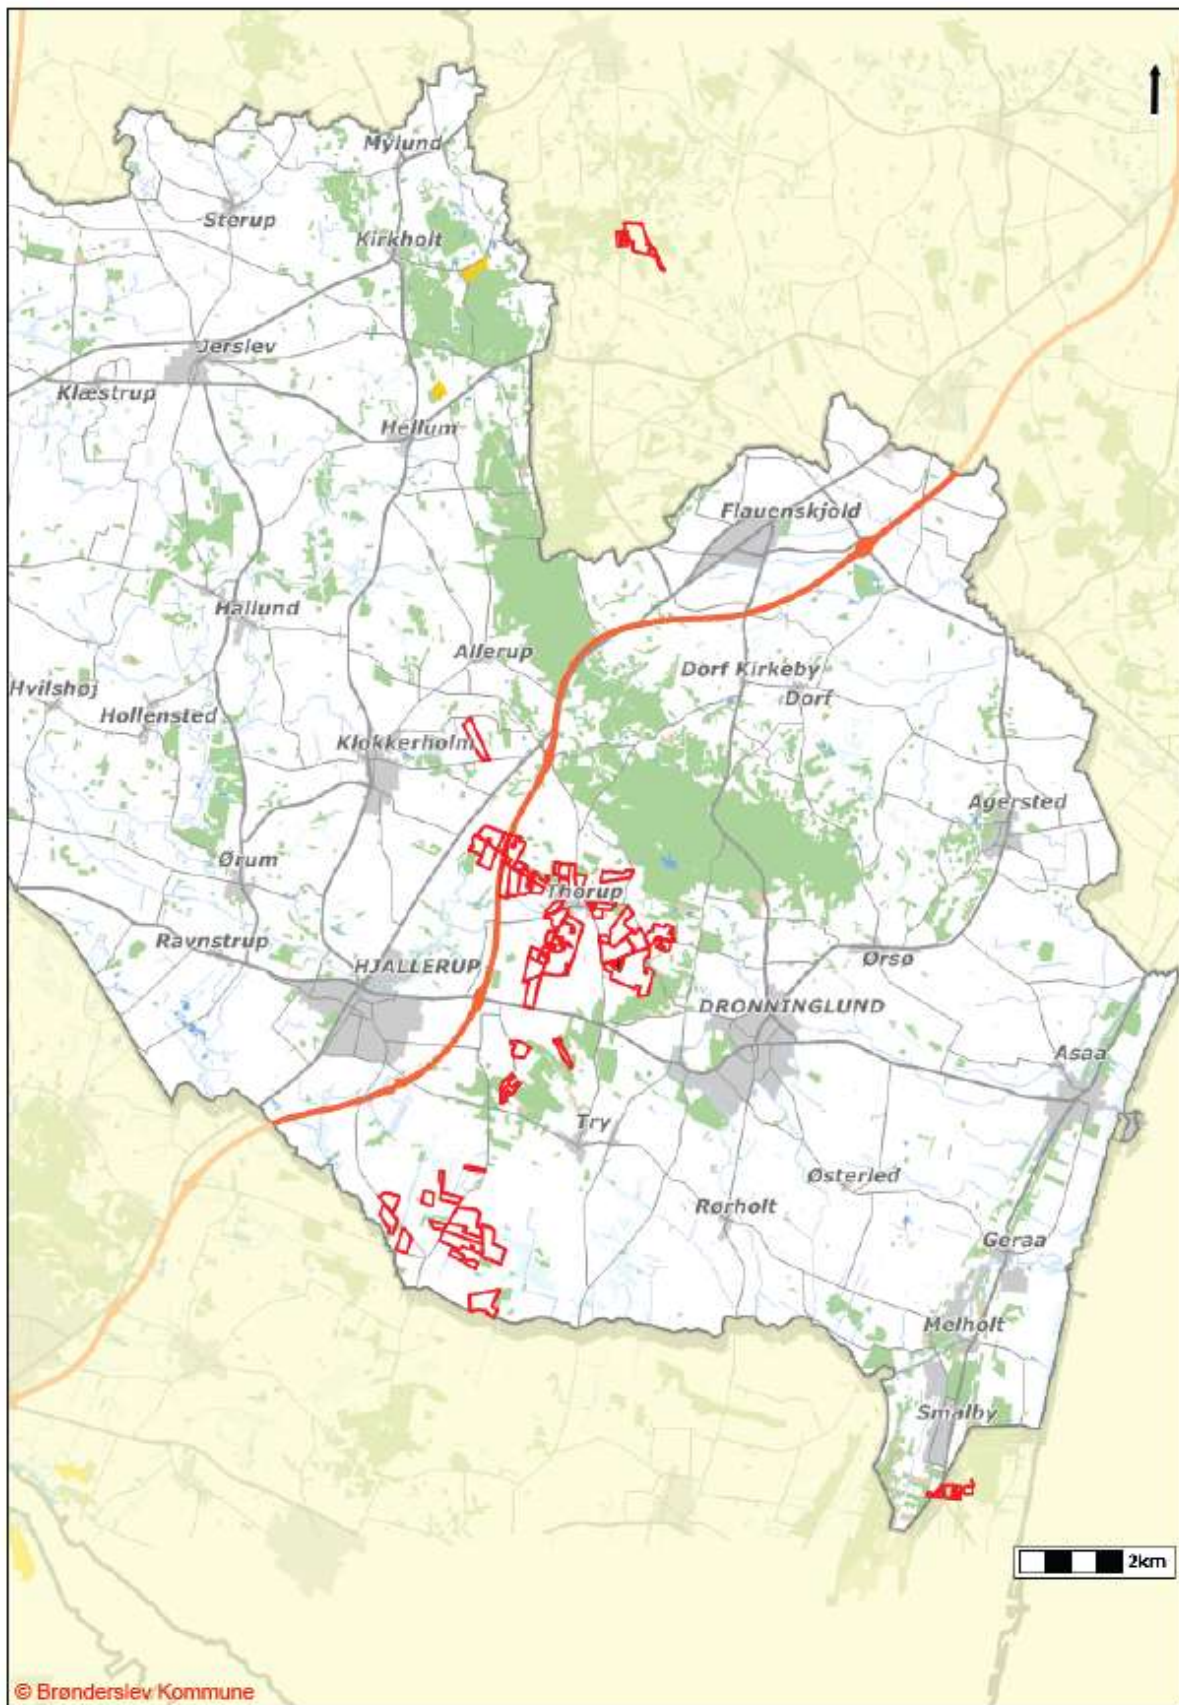 Mylund
Sterup
Kirkholt
Jerslev
Klæstrup
Hellum
Flauenskjold
Hallund
Allerup
Dorf Kirkeby
Hvilshøj
Dorf
Hollensted
Klokkerholm
Agersted
Ørum
Thorup
Ravnstrup
Ørsø
HJALLERUP
DRONNINGLUND
Asaa
Try
Østerled
Rørholt
Geraa
Melholt
Smalby
2km
© Brønderslev Kommune